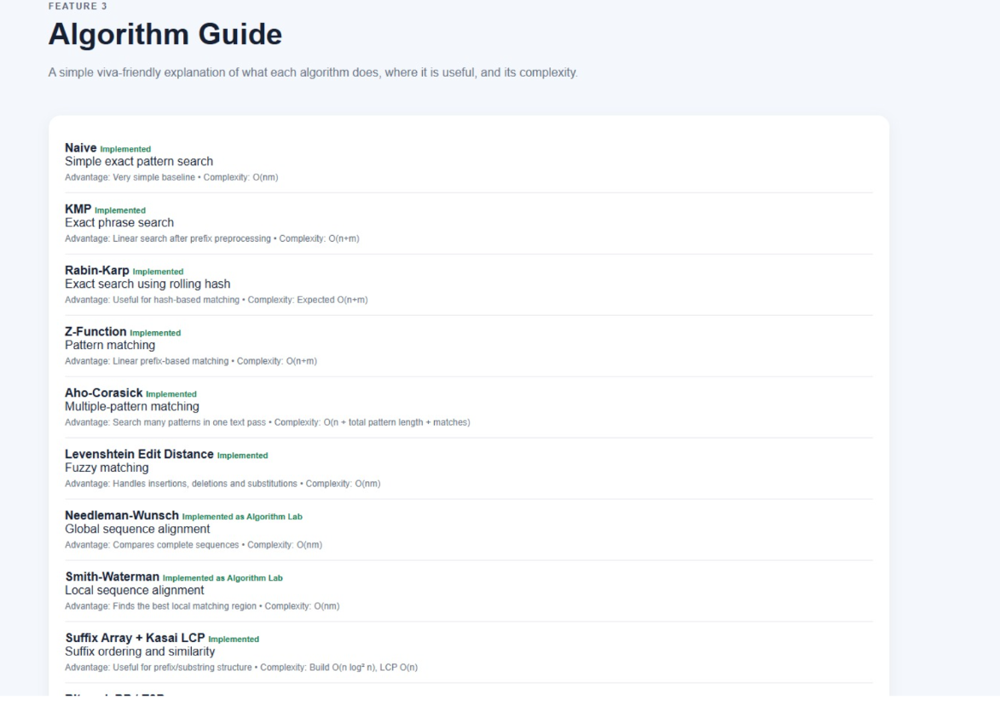 FEATURE 3
Algorithm Guide
A simple viva-friendly explanation of what each algorithm does, where it is useful, and its complexity.
Naive Implemented
Simple exact pattern search
Advantage: Very simple baseline • Complexity: O(nm)
KMP Implemented
Exact phrase search
Advantage: Linear search after prefix preprocessing • Complexity: O(n+m)
Rabin-Karp Implemented
Exact search using rolling hash
Advantage: Useful for hash-based matching • Complexity: Expected O(n+m)
Z-Function Implemented
Pattern matching
Advantage: Linear prefix-based matching • Complexity: O(n+m)
Aho-Corasick Implemented
Multiple-pattern matching
Advantage: Search many patterns in one text pass • Complexity: O(n + total pattern length + matches)
Levenshtein Edit Distance Implemented
Fuzzy matching
Advantage: Handles insertions, deletions and substitutions • Complexity: O(nm)
Needleman-Wunsch Implemented as Algorithm Lab
Global sequence alignment
Advantage: Compares complete sequences • Complexity: O(nm)
Smith-Waterman Implemented as Algorithm Lab
Local sequence alignment
Advantage: Finds the best local matching region • Complexity: O(nm)
Suffix Array + Kasai LCP Implemented
Suffix ordering and similarity
Advantage: Useful for prefix/substring structure • Complexity: Build O(n log² n), LCP O(n)